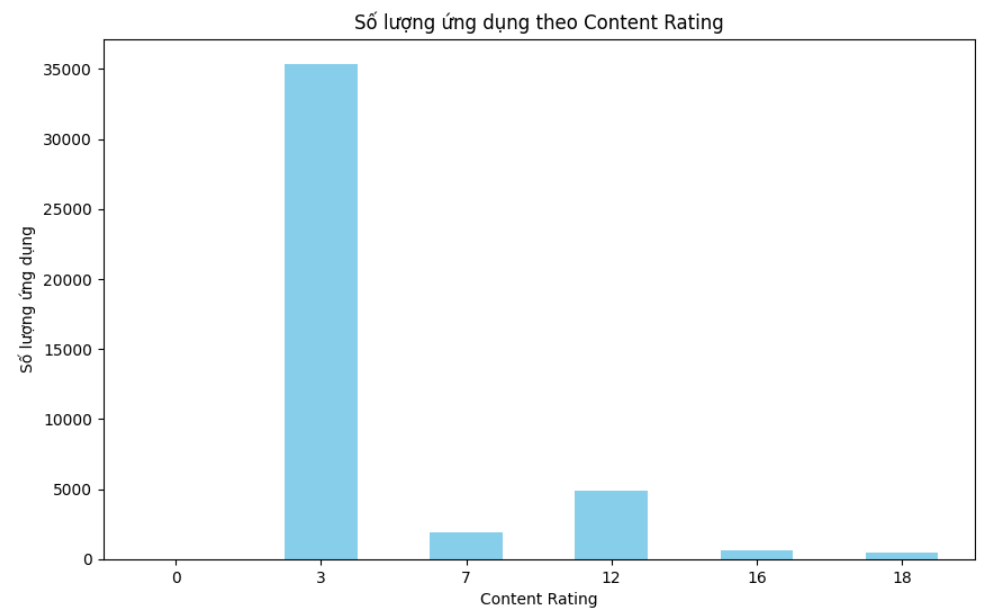 Số lượng ứng dụng theo Content Rating
Số lượng ứng dụng
35000
30000
25000
20000
15000
10000
5000
0
0 3 7 12 16 18
Content Rating